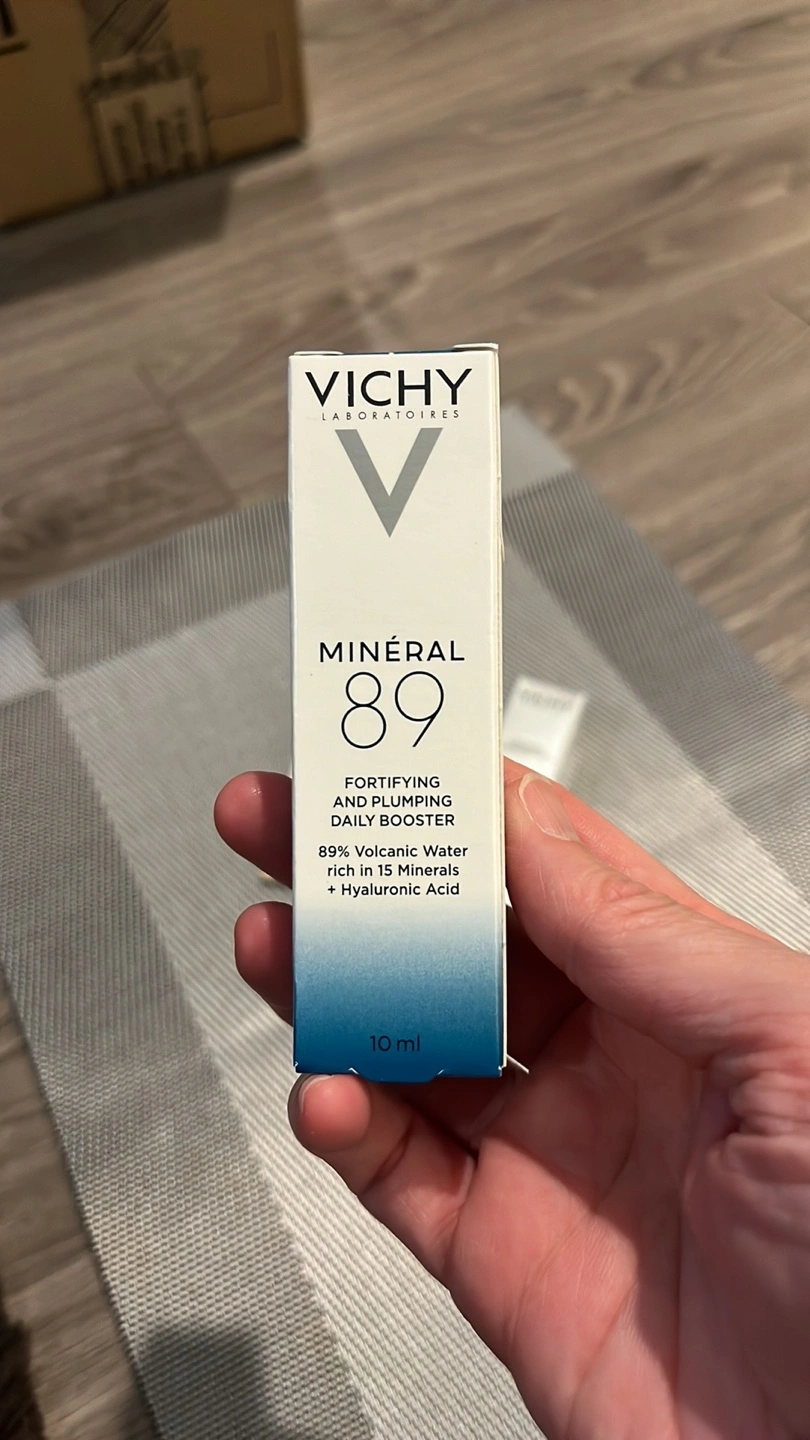 VICHY
LABORATOIRES
MINÉRAL
89
FORTIFYING
AND PLUMPING
DAILY BOOSTER
89% Volcanic Water
rich in 15 Minerals
+ Hyaluronic Acid
10 ml